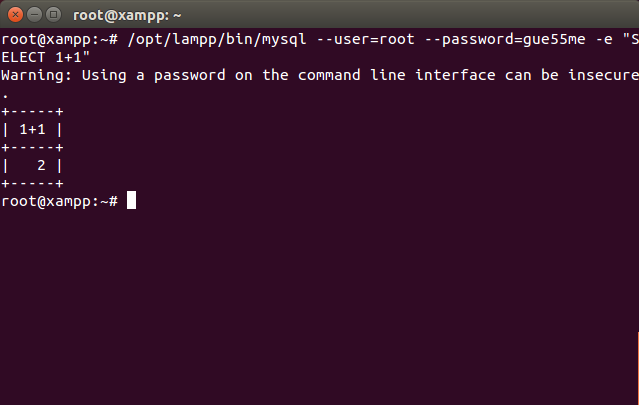 root@xampp: ~
root@xampp:~# /opt/lampp/bin/mysql --user=root --password=gue55me -e "S
ELECT 1+1"
Warning: Using a password on the command line interface can be insecure
.
+-----+
| 1+1 |
+-----+
|   2 |
+-----+
root@xampp:~#